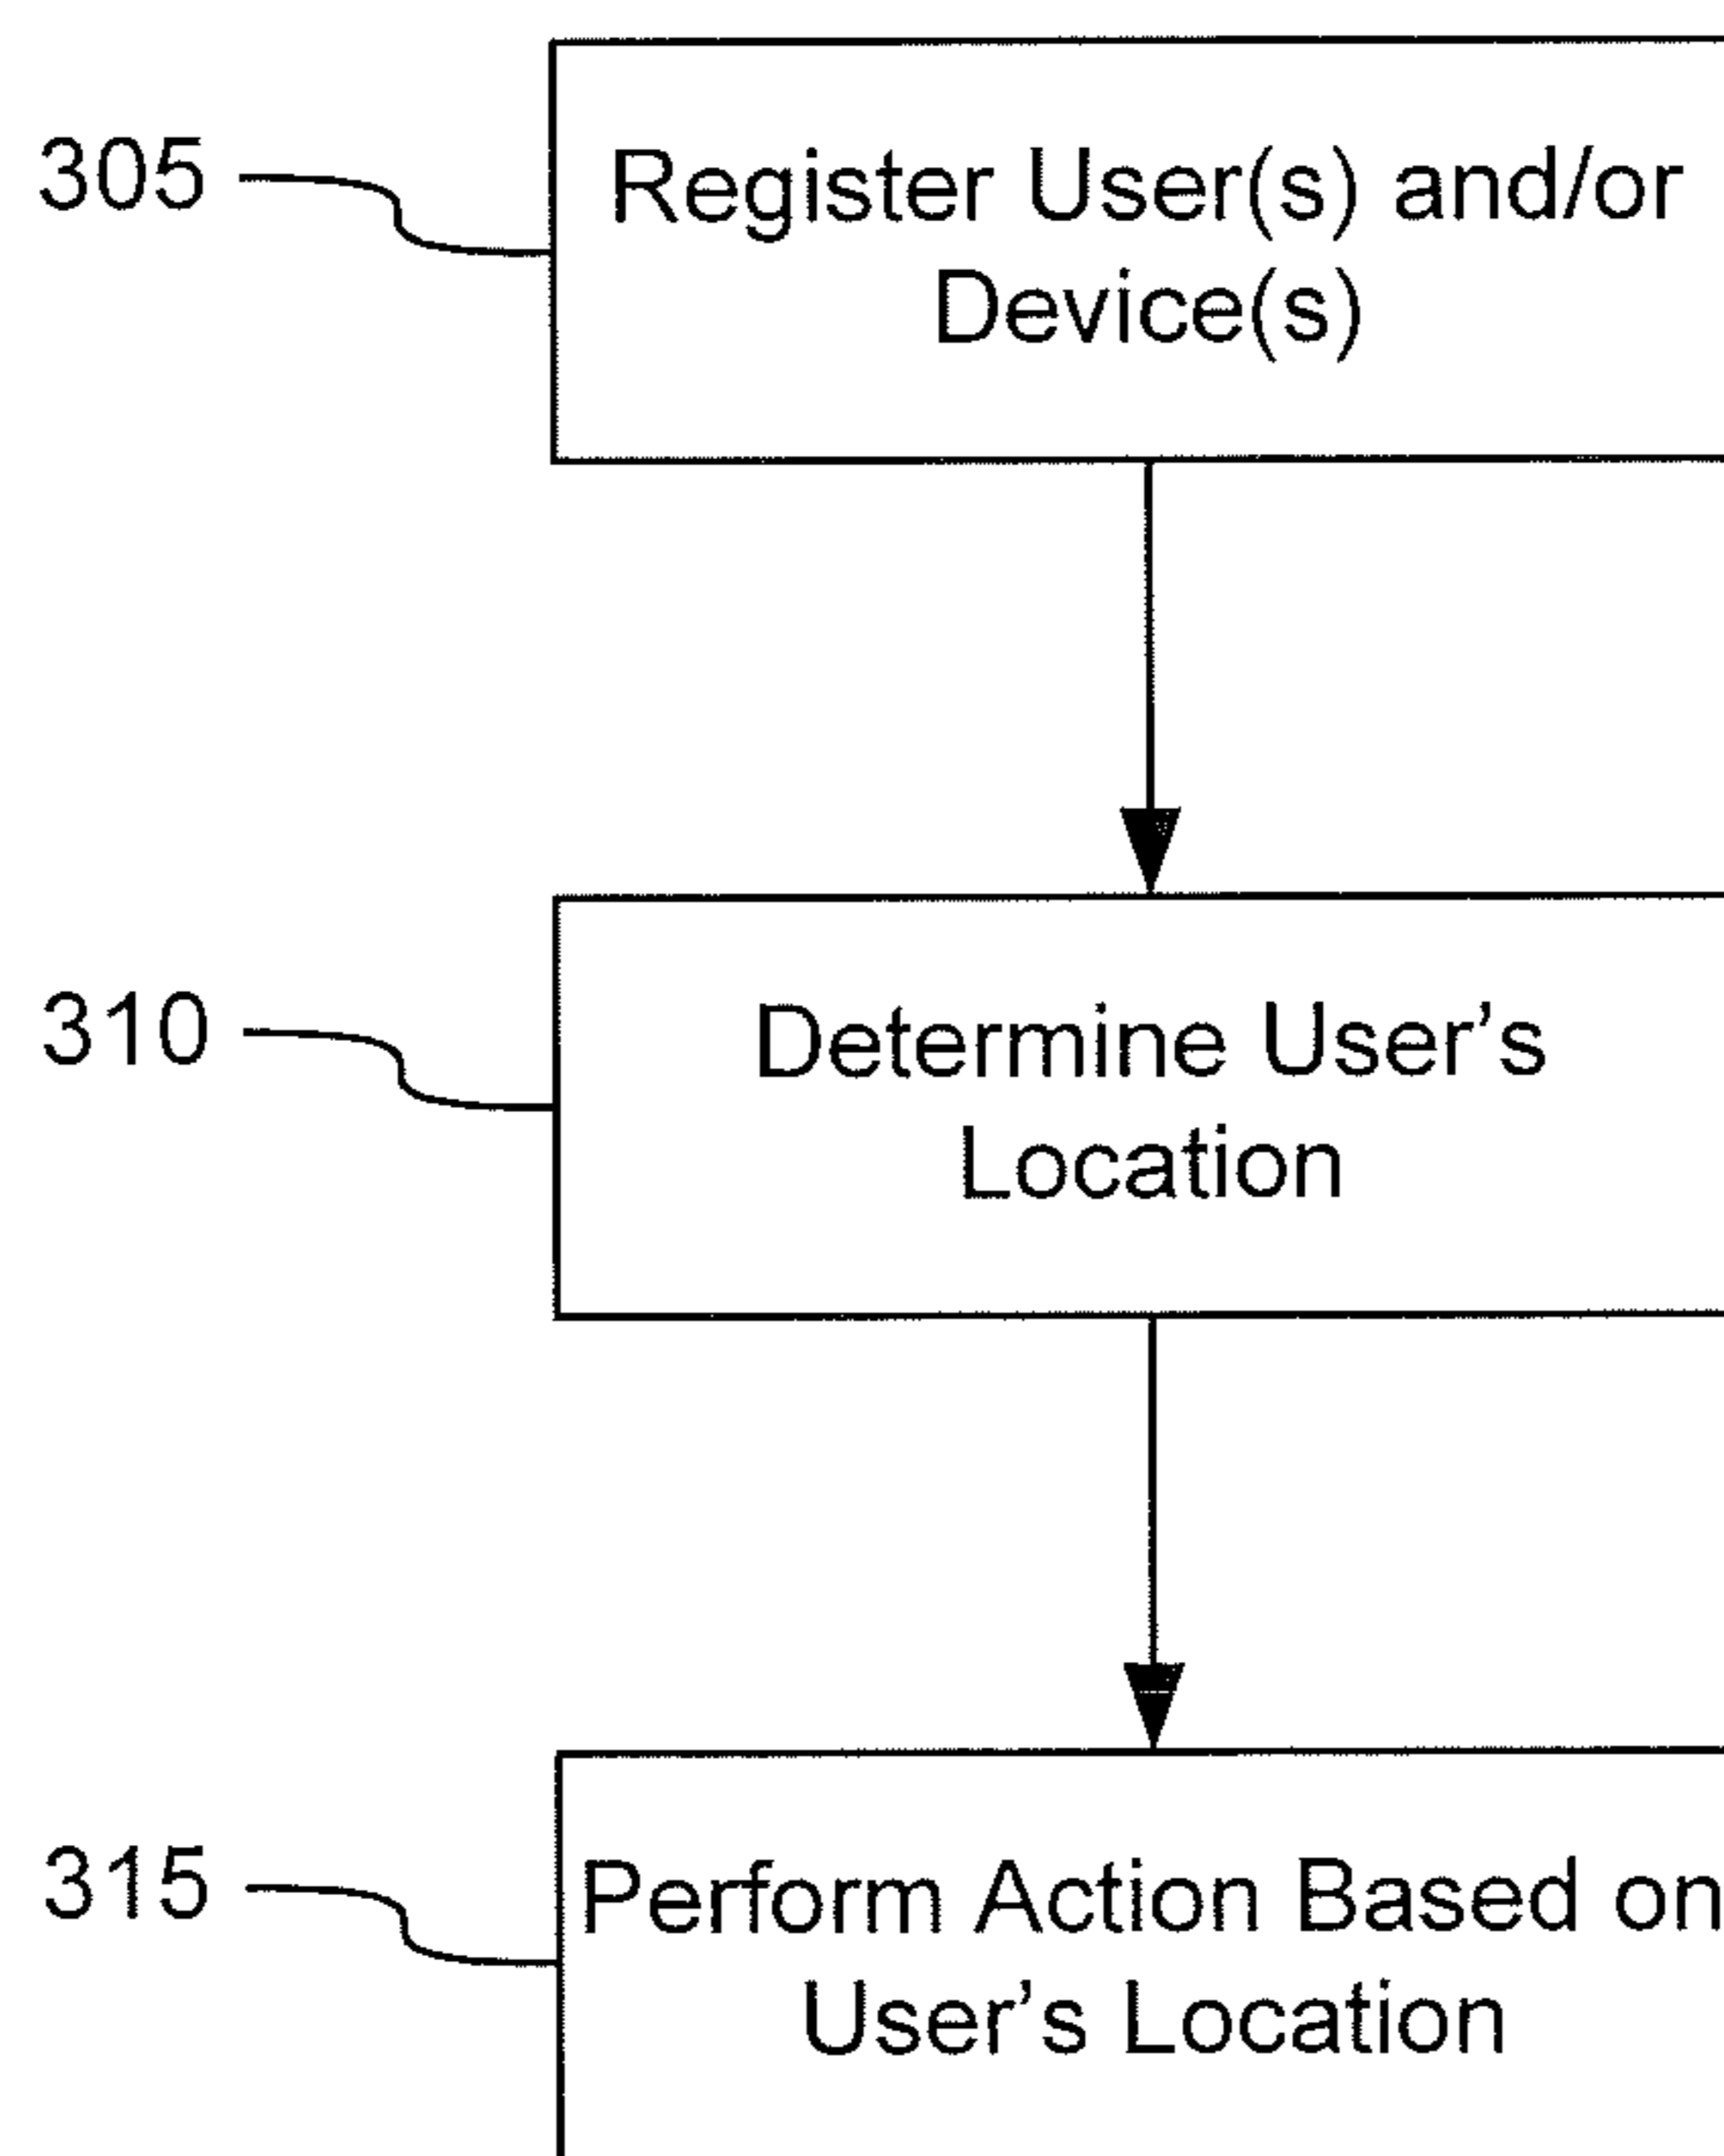 305
Register User(s) and/or
Device(s)
310
Determine User's
Location
315
Perform Action Based on
User's Location